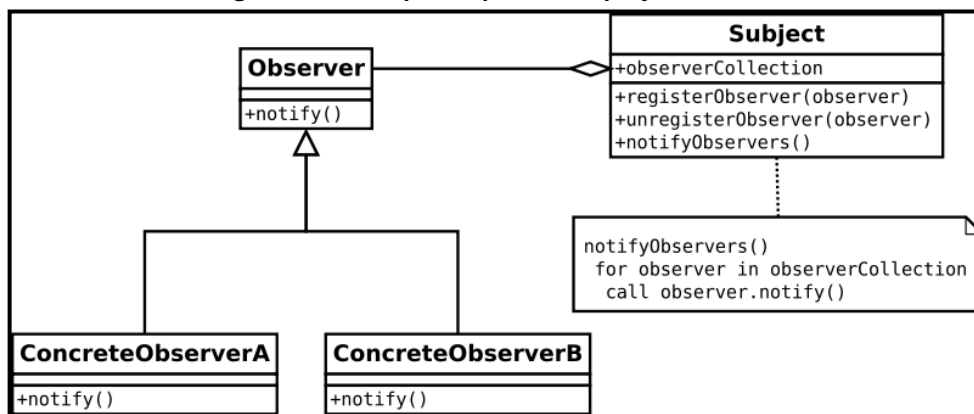 Observer
+notify()
Subject
+observerCollection
+registerObserver(observer)
+unregisterObserver(observer)
+notifyObservers()
notifyObservers()
for observer in observerCollection
call observer.notify()
ConcreteObserverA
+notify()
ConcreteObserverB
+notify()